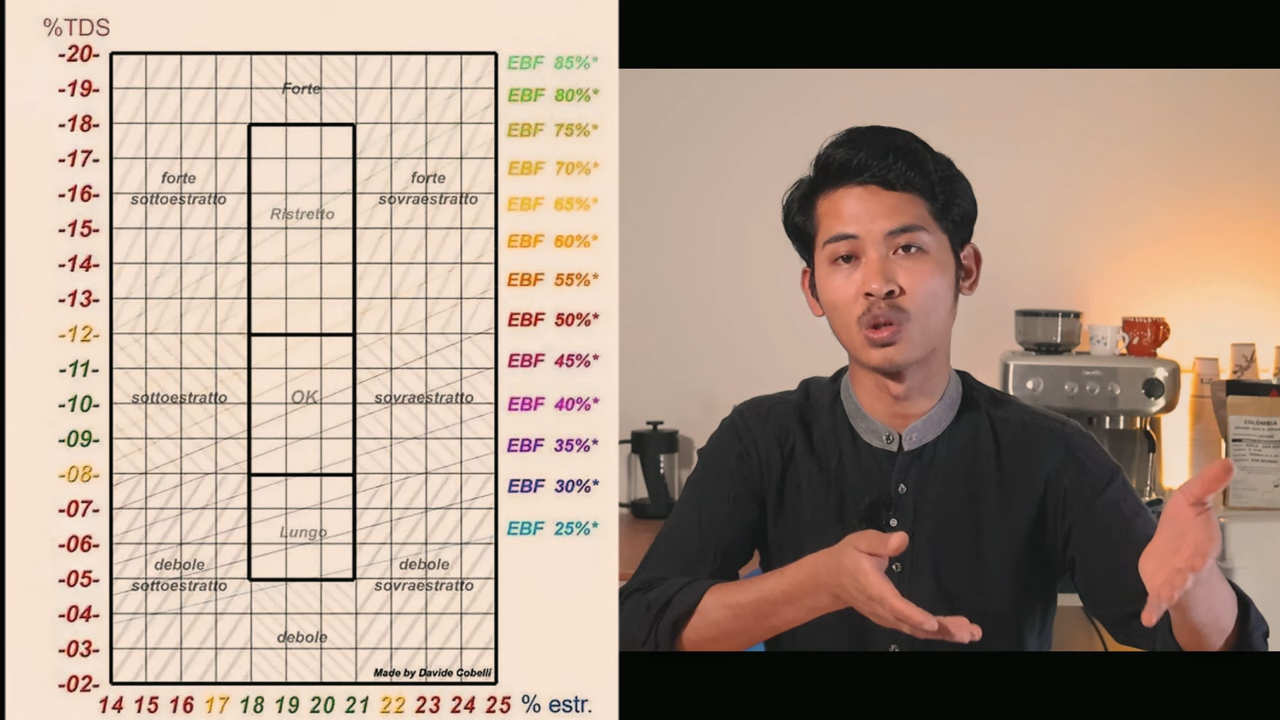 %TDS
-20-
-19-
-18-
-17-
-16-
-15-
-14-
-13-
-12-
-11-
-10-
-09-
-08-
-07-
-06-
-05-
-04-
-03-
-02-
Forte
forte
sottoestratto
Ristretto
forte
sovraestratto
sottoestratto
OK
sovraestratto
Lungo
debole
sottoestratto
debole
sovraestratto
debole
Made by Davide Cobelli
14 15 16 17 18 19 20 21 22 23 24 25 % estr.
EBF 85%*
EBF 80%*
EBF 75%*
EBF 70%*
EBF 65%*
EBF 60%*
EBF 55%*
EBF 50%*
EBF 45%*
EBF 40%*
EBF 35%*
EBF 30%*
EBF 25%*
COLOMBIA